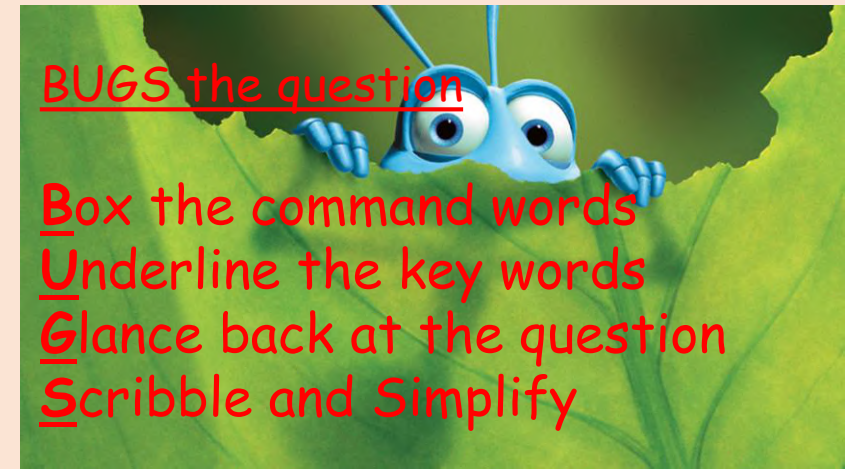 BUGS the question
Box the command words
Underline the key words
Glance back at the question
Scribble and Simplify